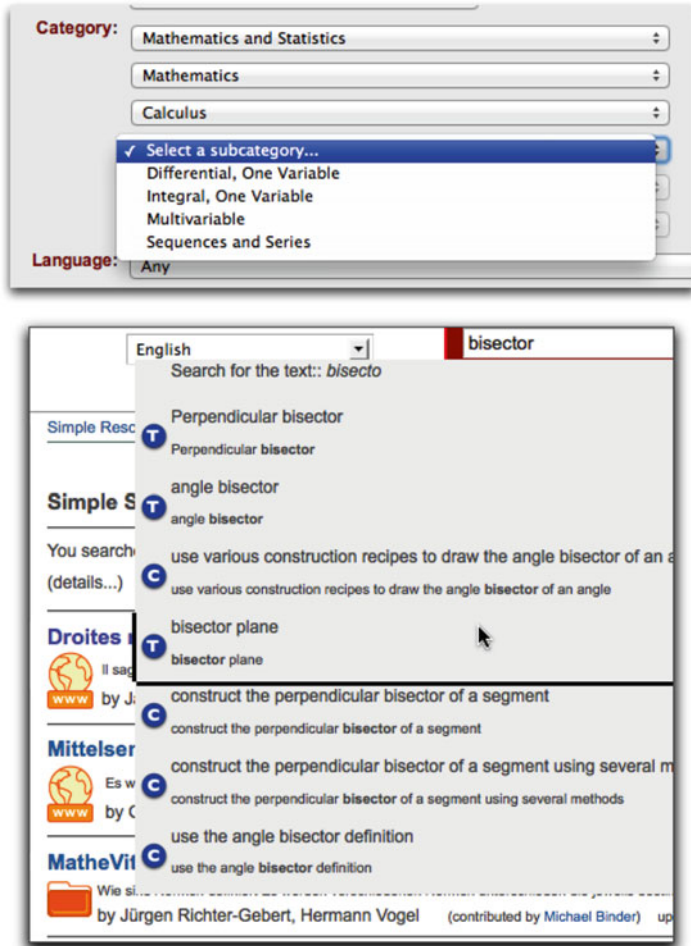 Category:
Mathematics and Statistics
Mathematics
Calculus
✓ Select a subcategory...
Differential, One Variable
Integral, One Variable
Multivariable
Sequences and Series
Language:
Any
English
bisector
Search for the text:: bisecto
Simple Reso
T
Perpendicular bisector
Perpendicular bisector
Simple S
T
angle bisector
angle bisector
You search
(details...)
C
use various construction recipes to draw the angle bisector of an a
use various construction recipes to draw the angle bisector of an angle
Droites
Il sag
www
by Ja
T
bisector plane
bisector plane
C
construct the perpendicular bisector of a segment
construct the perpendicular bisector of a segment
Mittelsen
Es w
www
by C
C
construct the perpendicular bisector of a segment using several m
construct the perpendicular bisector of a segment using several methods
MatheVit
C
use the angle bisector definition
use the angle bisector definition
by Jürgen Richter-Gebert, Hermann Vogel (contributed by Michael Binder) up